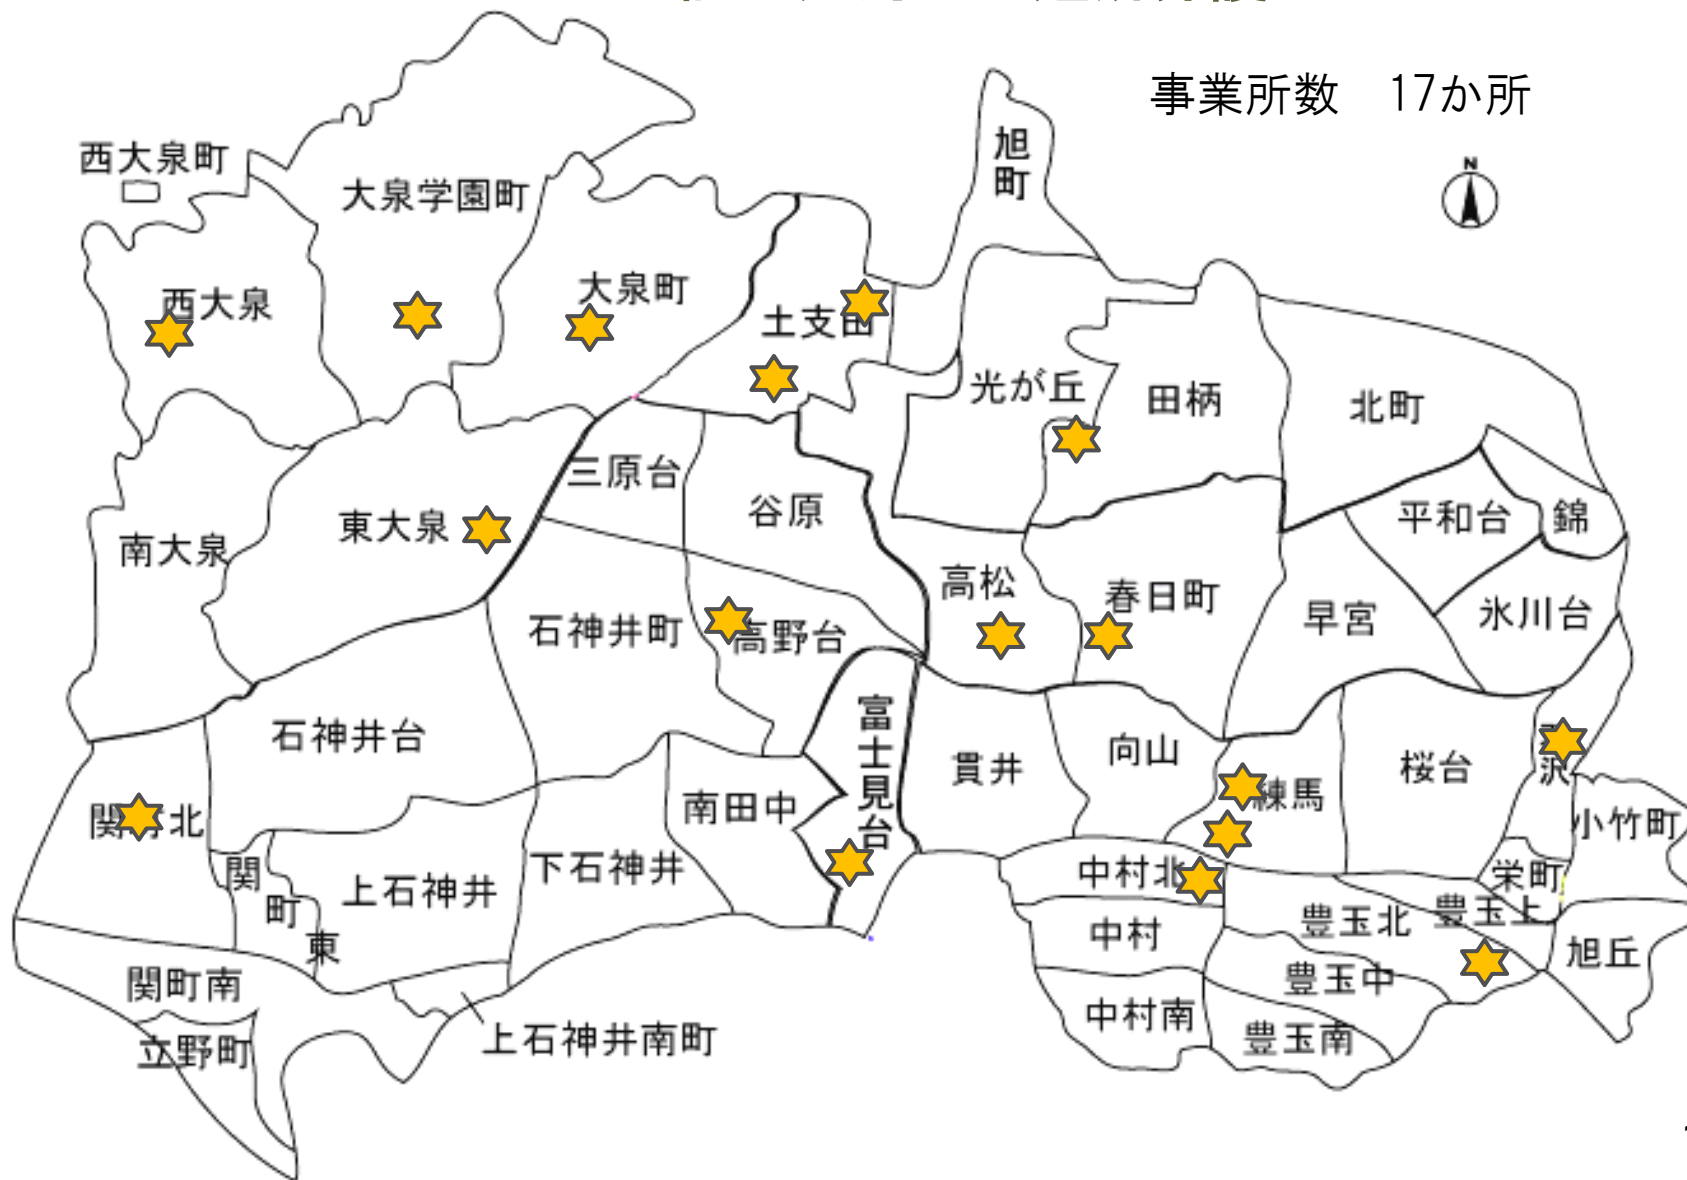 事業所数　17か所
N
旭町
西大泉町
大泉学園町
西大泉
大泉町
土支田
光が丘
田柄
北町
三原台
谷原
平和台
錦
南大泉
東大泉
高松
春日町
早宮
氷川台
石神井町
高野台
石神井台
富士見台
貫井
向山
練馬
桜台
沢
小竹町
関町北
南田中
関町東
上石神井
下石神井
中村北
栄町
豊玉上
豊玉北
中村
旭丘
関町南
豊玉中
中村南
豊玉南
上石神井南町
立野町